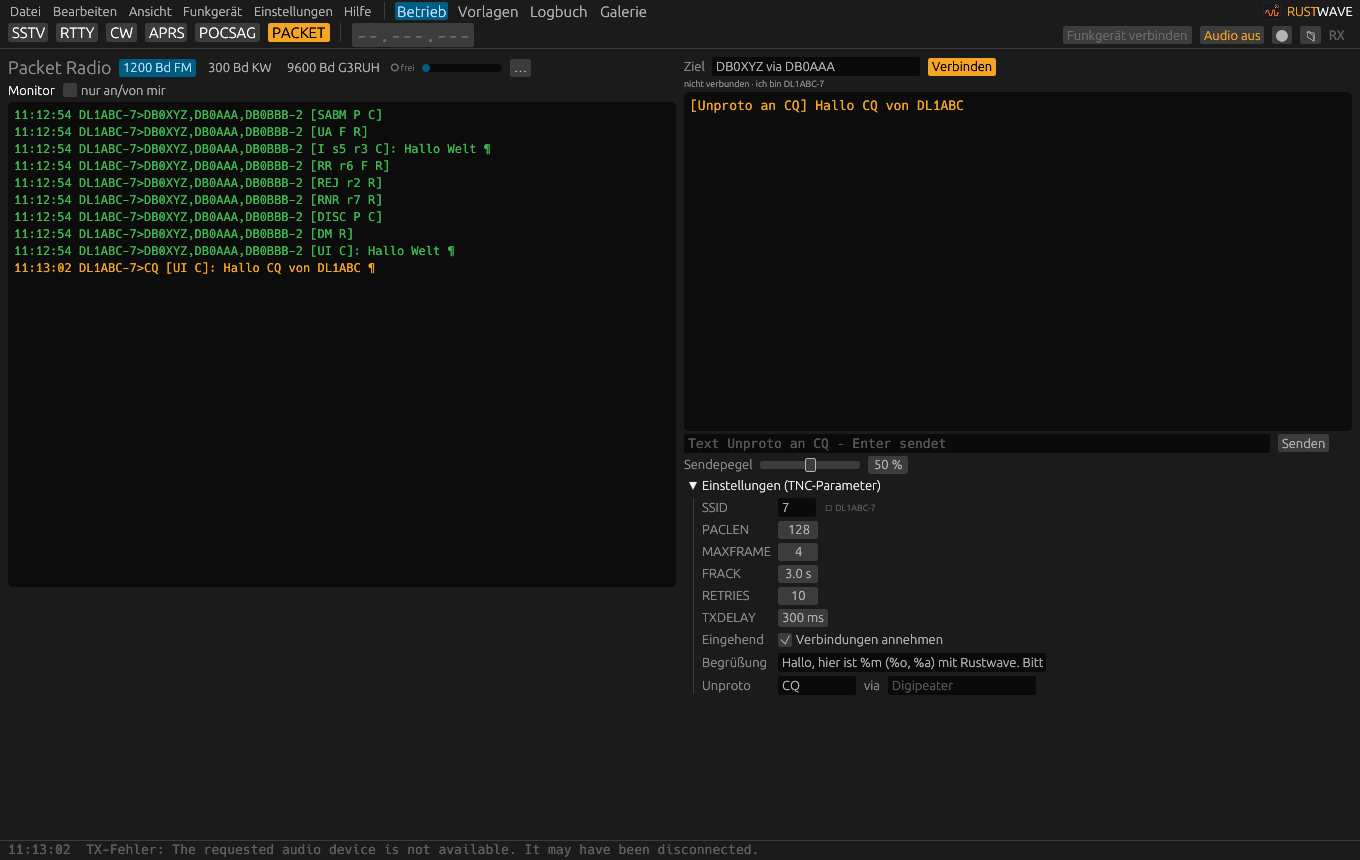 Datei Bearbeiten Ansicht Funkgerät Einstellungen Hilfe Betrieb Vorlagen Logbuch Galerie RUSTWAVE
SSTV RTTY CW APRS POCSAG PACKET --.---.--- Funkgerät verbinden Audio aus RX
Packet Radio 1200 Bd FM 300 Bd KW 9600 Bd G3RUH frei ...
Monitor nur an/von mir
11:12:54 DL1ABC-7>DB0XYZ,DB0AAA,DB0BBB-2 [SABM P C]
11:12:54 DL1ABC-7>DB0XYZ,DB0AAA,DB0BBB-2 [UA F R]
11:12:54 DL1ABC-7>DB0XYZ,DB0AAA,DB0BBB-2 [I s5 r3 C]: Hallo Welt ¶
11:12:54 DL1ABC-7>DB0XYZ,DB0AAA,DB0BBB-2 [RR r6 F R]
11:12:54 DL1ABC-7>DB0XYZ,DB0AAA,DB0BBB-2 [REJ r2 R]
11:12:54 DL1ABC-7>DB0XYZ,DB0AAA,DB0BBB-2 [RNR r7 R]
11:12:54 DL1ABC-7>DB0XYZ,DB0AAA,DB0BBB-2 [DISC P C]
11:12:54 DL1ABC-7>DB0XYZ,DB0AAA,DB0BBB-2 [DM R]
11:12:54 DL1ABC-7>DB0XYZ,DB0AAA,DB0BBB-2 [UI C]: Hallo Welt ¶
11:13:02 DL1ABC-7>CQ [UI C]: Hallo CQ von DL1ABC ¶
Ziel DB0XYZ via DB0AAA Verbinden
nicht verbunden · ich bin DL1ABC-7
[Unproto an CQ] Hallo CQ von DL1ABC
Text Unproto an CQ - Enter sendet Senden
Sendepegel 50 %
▼ Einstellungen (TNC-Parameter)
SSID 7 □ DL1ABC-7
PACLEN 128
MAXFRAME 4
FRACK 3.0 s
RETRIES 10
TXDELAY 300 ms
Eingehend Verbindungen annehmen
Begrüßung Hallo, hier ist %m (%o, %a) mit Rustwave. Bitt
Unproto CQ via Digipeater
11:13:02 TX-Fehler: The requested audio device is not available. It may have been disconnected.